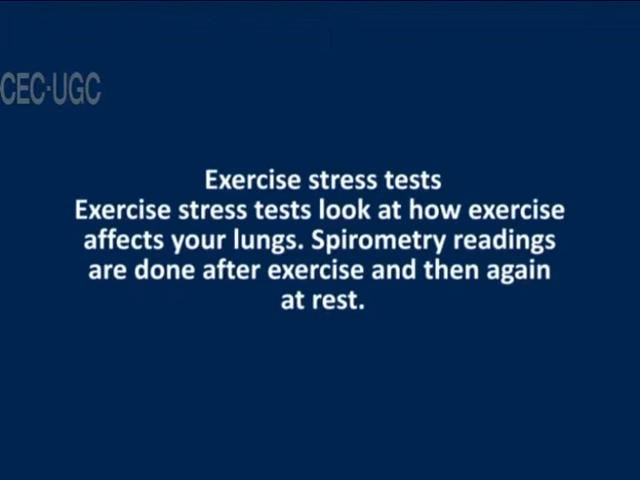 CEC-UGC
Exercise stress tests
Exercise stress tests look at how exercise
affects your lungs. Spirometry readings
are done after exercise and then again
at rest.